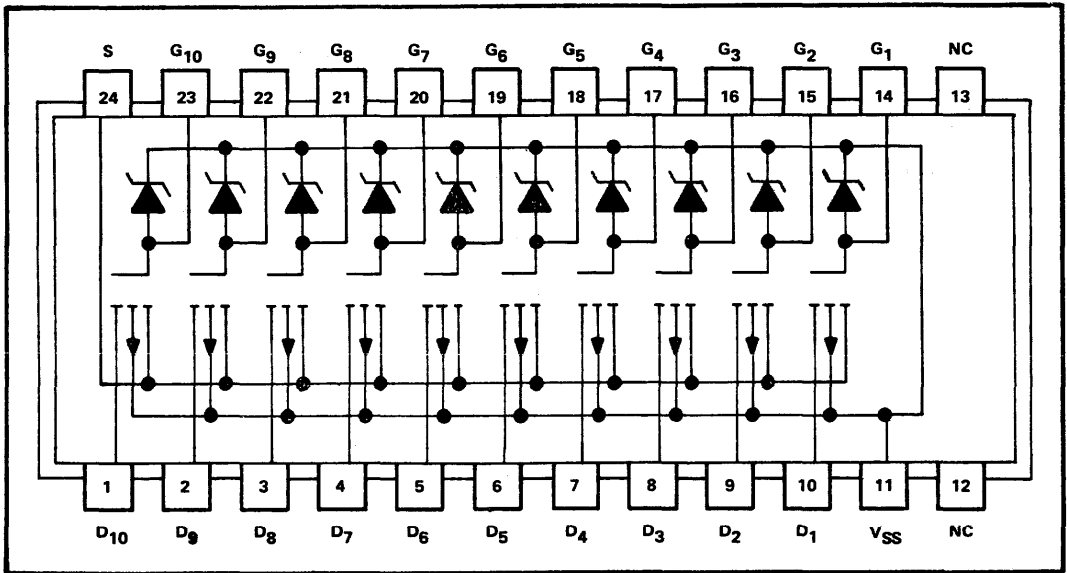 S G10 G9 G8 G7 G6 G5 G4 G3 G2 G1 NC
24 23 22 21 20 19 18 17 16 15 14 13
1 2 3 4 5 6 7 8 9 10 11 12
D10 D9 D8 D7 D6 D5 D4 D3 D2 D1 VSS NC